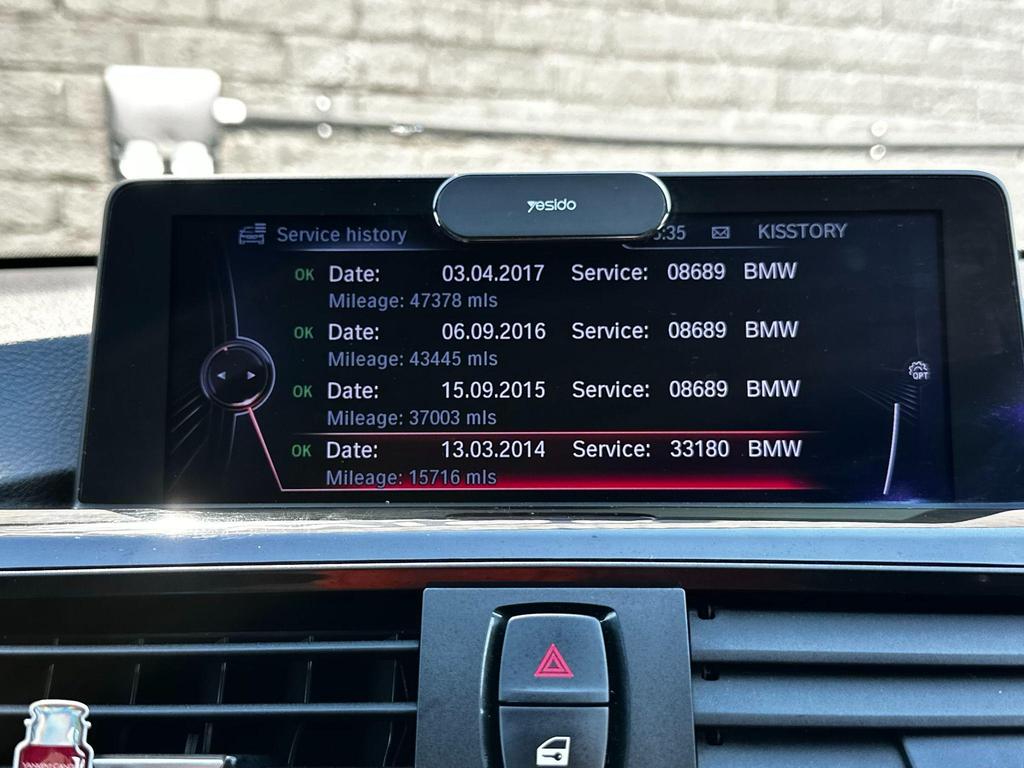 yesido
Service history :35 KISSTORY
OK Date: 03.04.2017 Service: 08689 BMW
Mileage: 47378 mls
OK Date: 06.09.2016 Service: 08689 BMW
Mileage: 43445 mls
OPT
OK Date: 15.09.2015 Service: 08689 BMW
Mileage: 37003 mls
OK Date: 13.03.2014 Service: 33180 BMW
Mileage: 15716 mls